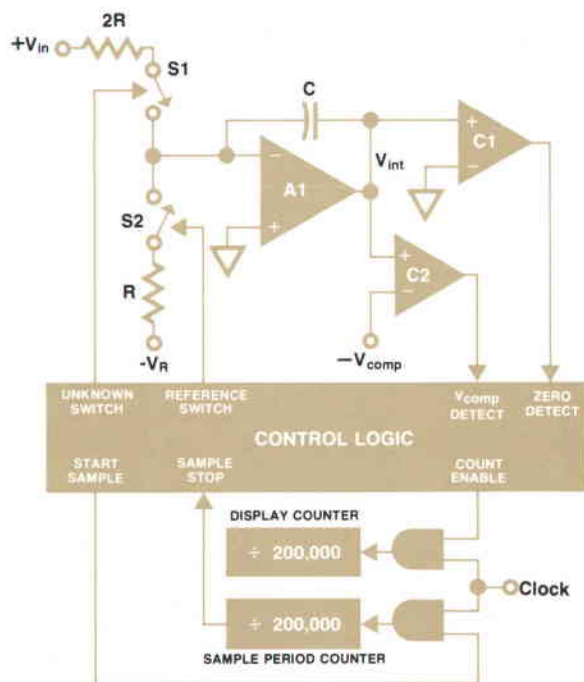 2R
+Vin
S1
C
C1
+
−
Vint
−
A1
+
S2
+
C2
−
R
-VR
−Vcomp
UNKNOWN SWITCH
REFERENCE SWITCH
Vcomp DETECT
ZERO DETECT
CONTROL LOGIC
START SAMPLE
SAMPLE STOP
COUNT ENABLE
DISPLAY COUNTER
÷ 200,000
Clock
÷ 200,000
SAMPLE PERIOD COUNTER